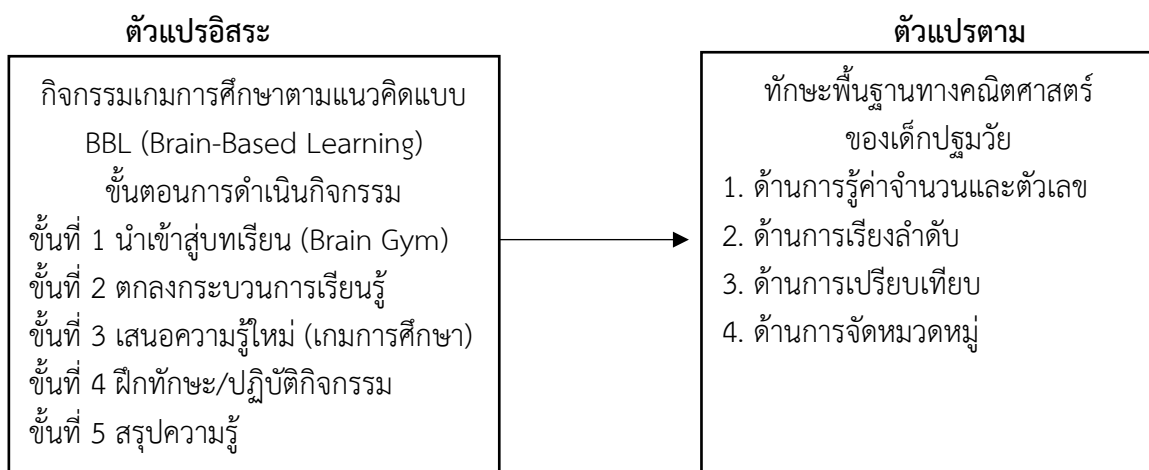 ตัวแปรอิสระ
กิจกรรมเกมการศึกษาตามแนวคิดแบบ
BBL (Brain-Based Learning)
ขั้นตอนการดำเนินกิจกรรม
ขั้นที่ 1 นำเข้าสู่บทเรียน (Brain Gym)
ขั้นที่ 2 ตกลงกระบวนการเรียนรู้
ขั้นที่ 3 เสนอความรู้ใหม่ (เกมการศึกษา)
ขั้นที่ 4 ฝึกทักษะ/ปฏิบัติกิจกรรม
ขั้นที่ 5 สรุปความรู้
ตัวแปรตาม
ทักษะพื้นฐานทางคณิตศาสตร์
ของเด็กปฐมวัย
1. ด้านการรู้ค่าจำนวนและตัวเลข
2. ด้านการเรียงลำดับ
3. ด้านการเปรียบเทียบ
4. ด้านการจัดหมวดหมู่